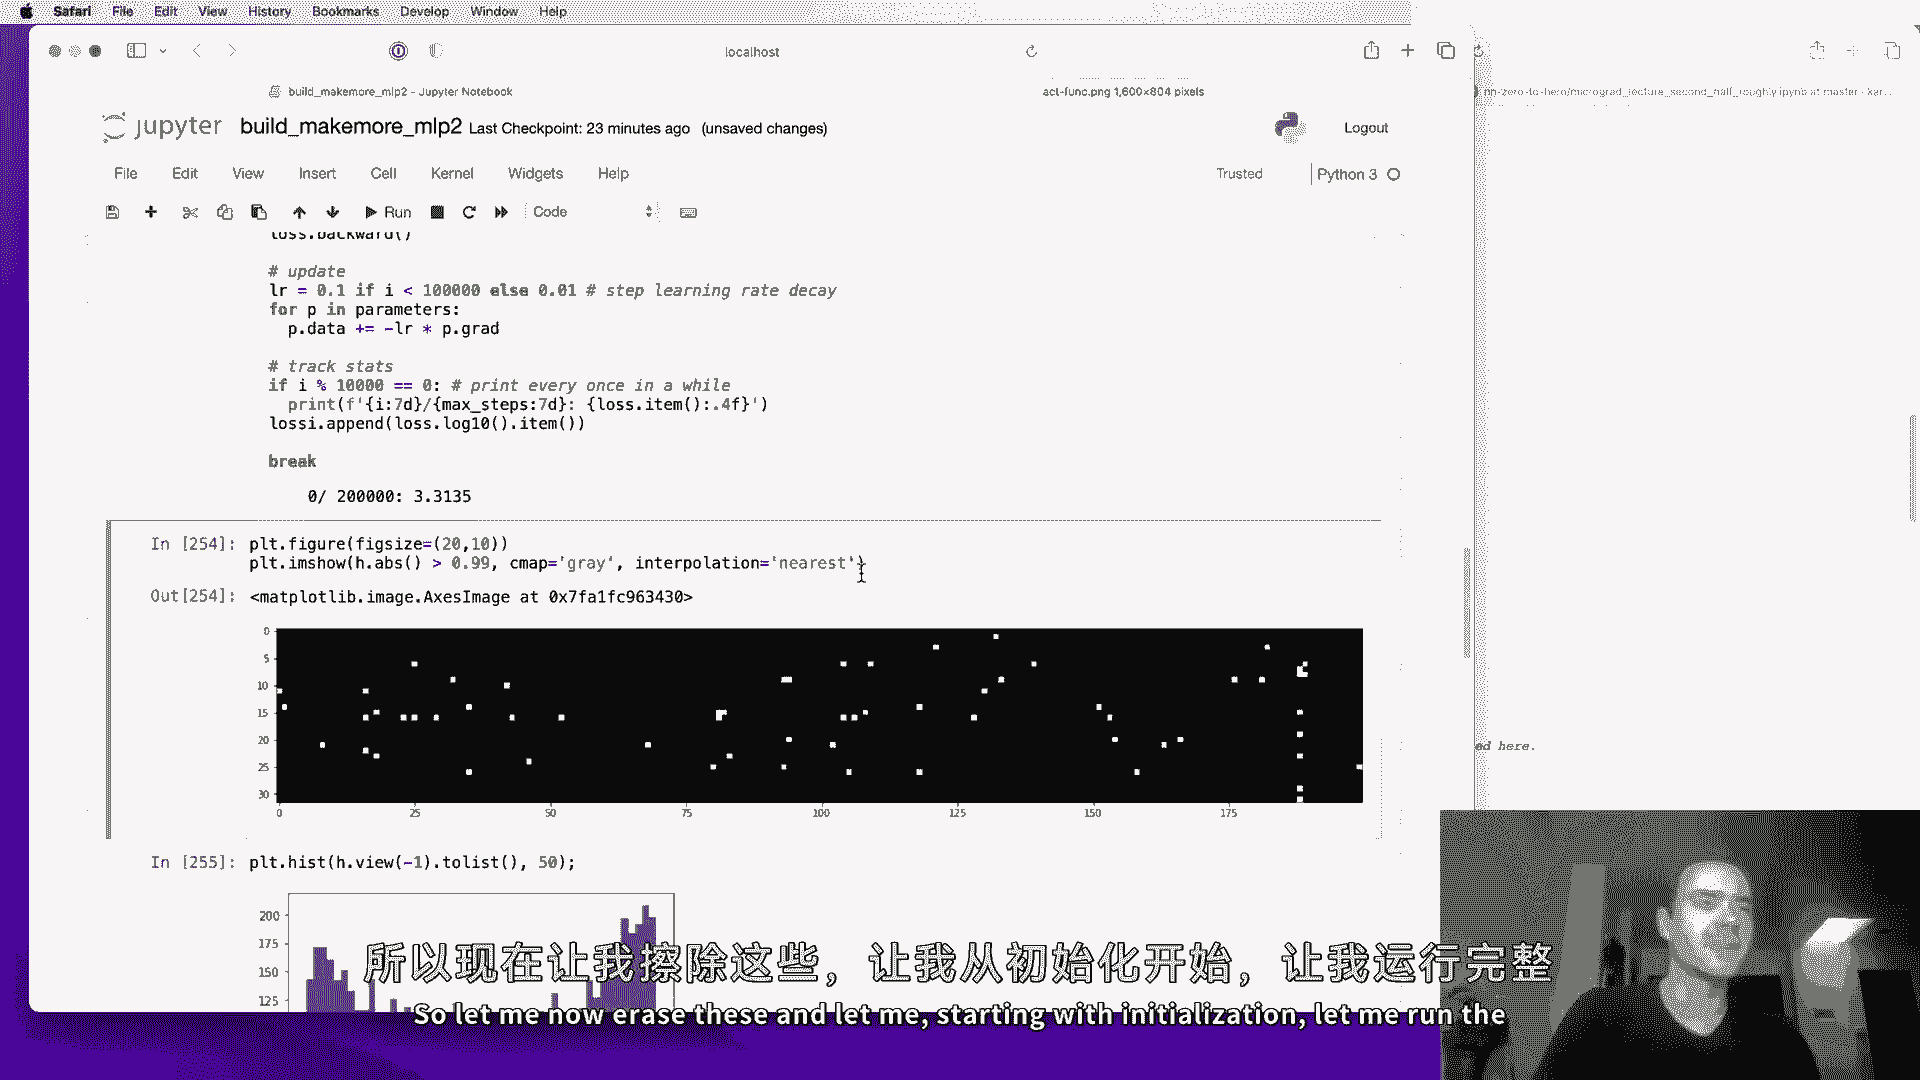 Safari File Edit View History Bookmarks Develop Window Help
localhost
build_makemore_mlp2 - Jupyter Notebook
act-func.png 1,600×804 pixels
nn-zero-to-hero/micrograd_lecture_second_half_roughly.ipynb at master · kar...
jupyter build_makemore_mlp2 Last Checkpoint: 23 minutes ago (unsaved changes)
Logout
File Edit View Insert Cell Kernel Widgets Help
Trusted
Python 3
Run
Code
loss.backward()
# update
lr = 0.1 if i < 100000 else 0.01 # step learning rate decay
for p in parameters:
p.data += -lr * p.grad
# track stats
if i % 10000 == 0: # print every once in a while
print(f'{i:7d}/{max_steps:7d}: {loss.item():.4f}')
lossi.append(loss.log10().item())
break
0/ 200000: 3.3135
In [254]: plt.figure(figsize=(20,10))
plt.imshow(h.abs() > 0.99, cmap='gray', interpolation='nearest')
Out[254]: <matplotlib.image.AxesImage at 0x7fa1fc963430>
0
5
10
15
20
25
30
0 25 50 75 100 125 150 175
ed here.
In [255]: plt.hist(h.view(-1).tolist(), 50);
200
175
150
125
所以现在让我擦除这些，让我从初始化开始，让我运行完整
So let me now erase these and let me, starting with initialization, let me run the